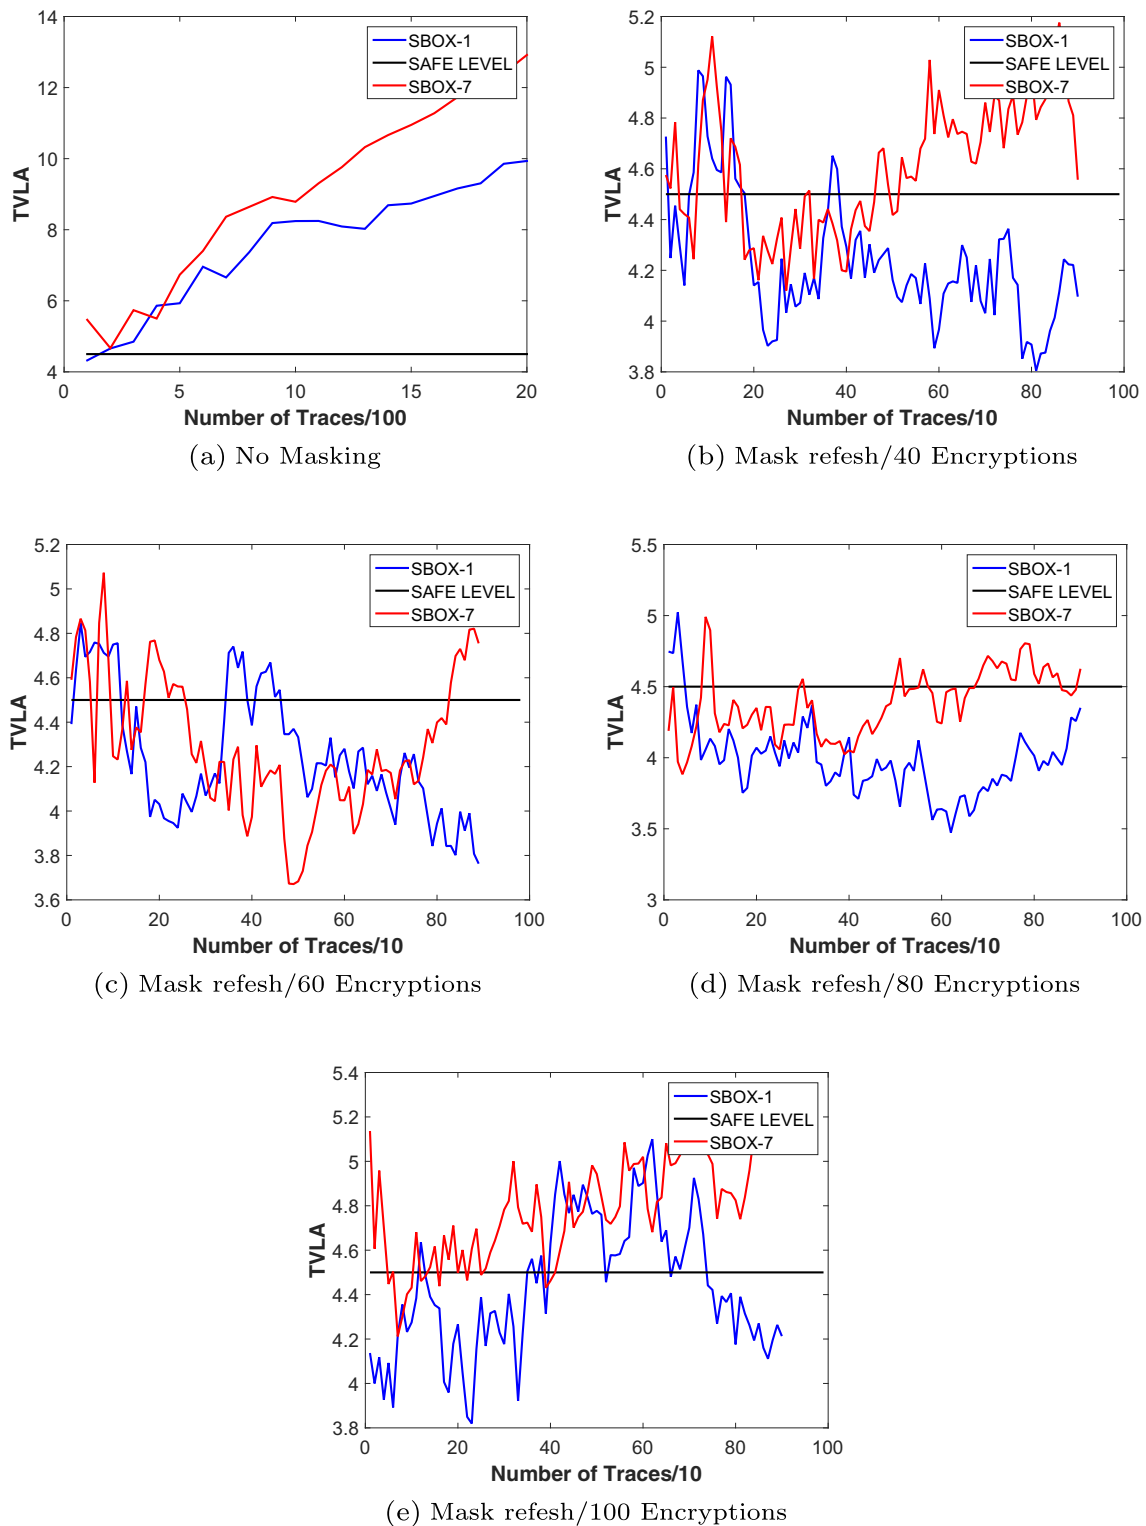 14
12
10
8
6
4
TVLA
0 5 10 15 20
Number of Traces/100
SBOX-1
SAFE LEVEL
SBOX-7
(a) No Masking
5.2
5
4.8
4.6
4.4
4.2
4
3.8
TVLA
0 20 40 60 80 100
Number of Traces/10
SBOX-1
SAFE LEVEL
SBOX-7
(b) Mask refesh/40 Encryptions
5.2
5
4.8
4.6
4.4
4.2
4
3.8
3.6
TVLA
0 20 40 60 80 100
Number of Traces/10
SBOX-1
SAFE LEVEL
SBOX-7
(c) Mask refesh/60 Encryptions
5.5
5
4.5
4
3.5
3
TVLA
0 20 40 60 80 100
Number of Traces/10
SBOX-1
SAFE LEVEL
SBOX-7
(d) Mask refesh/80 Encryptions
5.4
5.2
5
4.8
4.6
4.4
4.2
4
3.8
TVLA
0 20 40 60 80 100
Number of Traces/10
SBOX-1
SAFE LEVEL
SBOX-7
(e) Mask refesh/100 Encryptions